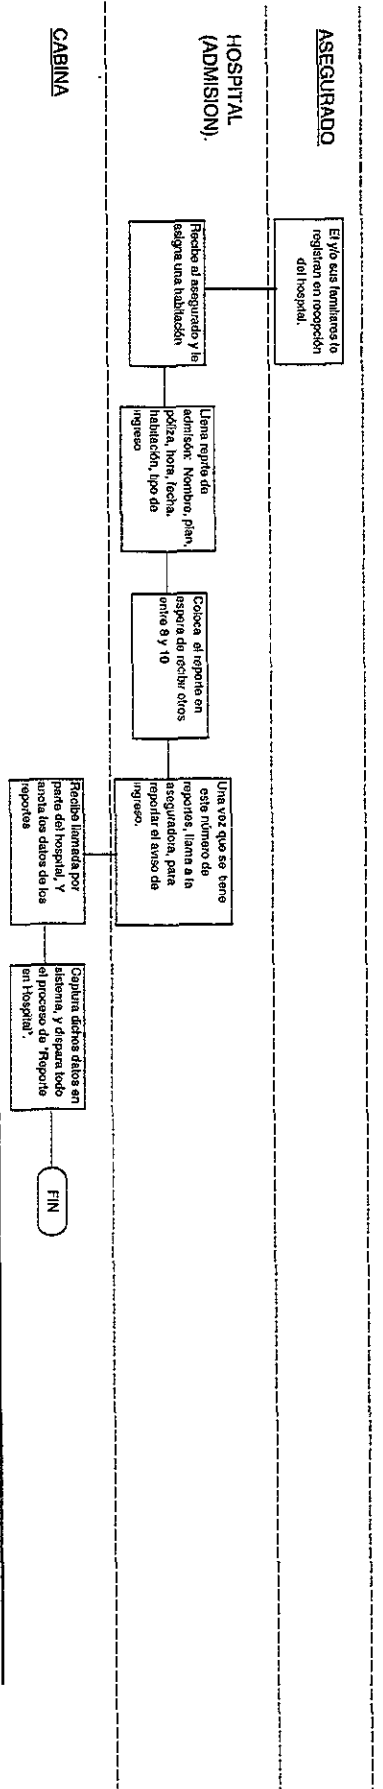 ASEGURADO
El y/o sus familiares lo
registran en recepción
del hospital.
HOSPITAL
(ADMISION).
Recibe al asegurado y le
asigna una habitación
Llena reprte de
admisón: Nombre, plan,
póliza, hora, fecha,
habitación, tipo de
ingreso
Coloca el reporte en
espera de recibir otros
entre 8 y 10
Una vez que se tiene
este número de
reportes, llama a la
aseguradora, para
reportar el aviso de
ingreso.
CABINA
Recibe llamada por
parte del hospital, Y
anota los datos de los
reportes
Captura dichos datos en
sistema, y dispara todo
el proceso de "Reporte
en Hospital".
FIN